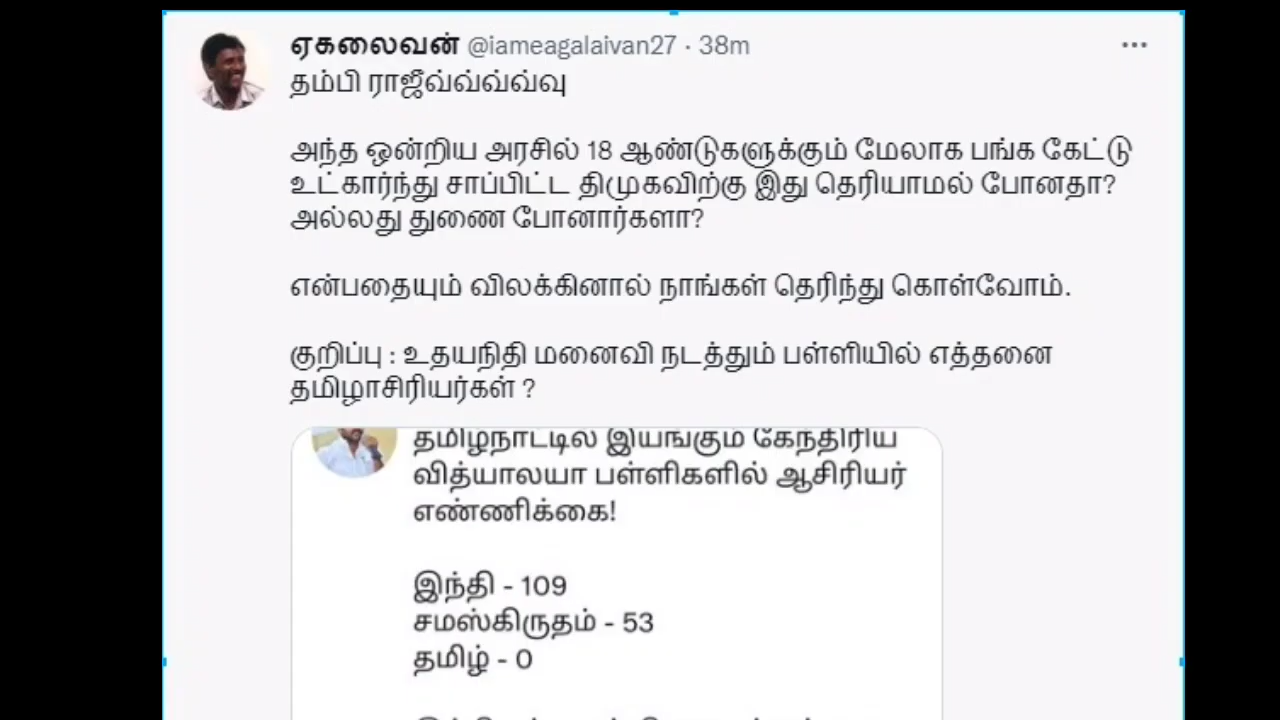 ஏகலைவன் @iameagalaivan27 · 38m
தம்பி ராஜீவ்வ்வ்வ்வு
அந்த ஒன்றிய அரசில் 18 ஆண்டுகளுக்கும் மேலாக பங்க கேட்டு
உட்கார்ந்து சாப்பிட்ட திமுகவிற்கு இது தெரியாமல் போனதா?
அல்லது துணை போனார்களா?
என்பதையும் விலக்கினால் நாங்கள் தெரிந்து கொள்வோம்.
குறிப்பு : உதயநிதி மனைவி நடத்தும் பள்ளியில் எத்தனை
தமிழாசிரியர்கள் ?
தமிழ்நாட்டில் இயங்கும் கேந்திரிய
வித்யாலயா பள்ளிகளில் ஆசிரியர்
எண்ணிக்கை!
இந்தி - 109
சமஸ்கிருதம் - 53
தமிழ் - 0